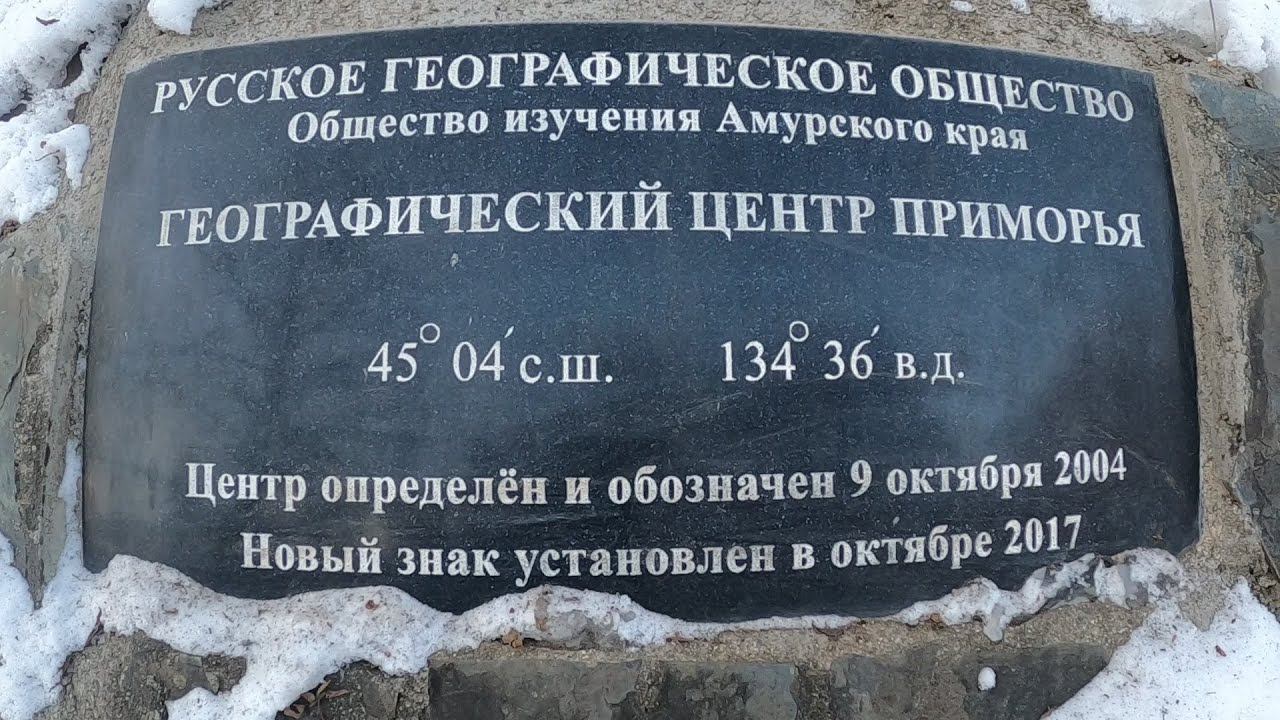 РУССКОЕ ГЕОГРАФИЧЕСКОЕ ОБЩЕСТВО
Общество изучения Амурского края
ГЕОГРАФИЧЕСКИЙ ЦЕНТР ПРИМОРЬЯ
45° 04′ с.ш. 134° 36′ в.д.
Центр определён и обозначен 9 октября 2004
Новый знак установлен в октябре 2017